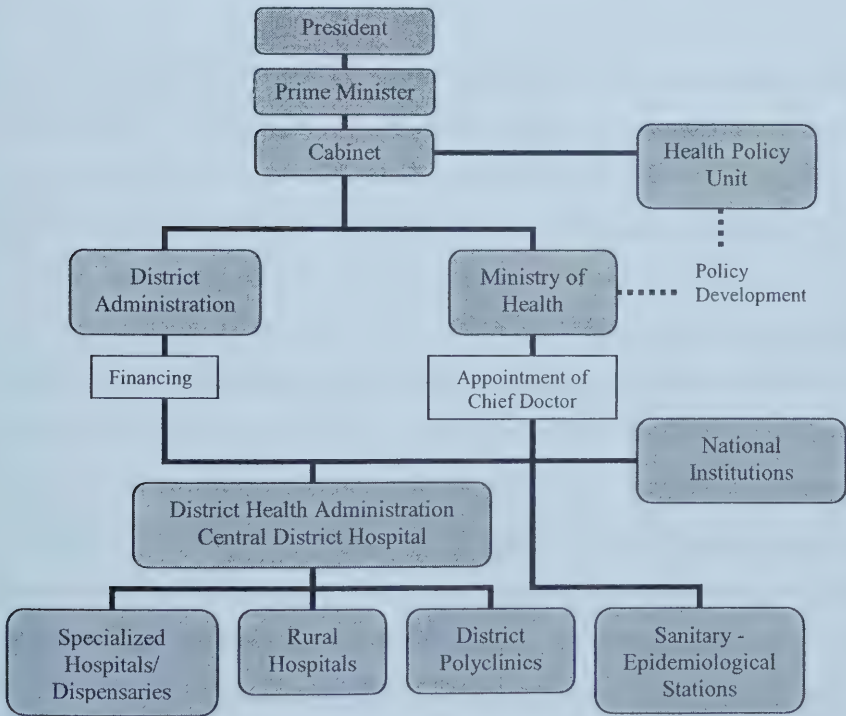 President
Prime Minister
Cabinet
Health Policy
Unit
District
Administration
Ministry of
Health
Policy
Development
Financing
Appointment of
Chief Doctor
National
Institutions
District Health Administration
Central District Hospital
Specialized
Hospitals/
Dispensaries
Rural
Hospitals
District
Polyclinics
Sanitary -
Epidemiological
Stations